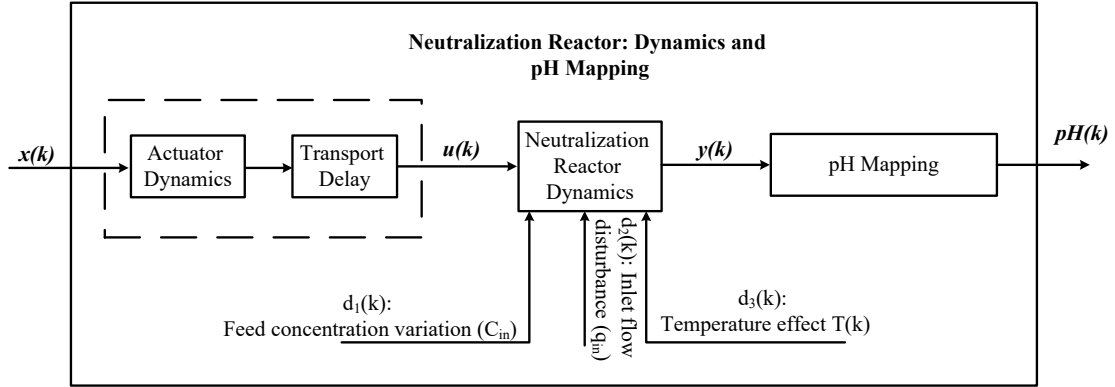 Neutralization Reactor: Dynamics and
pH Mapping
x(k)
Actuator
Dynamics
Transport
Delay
u(k)
Neutralization
Reactor
Dynamics
y(k)
pH Mapping
pH(k)
d₁(k):
Feed concentration variation (Cᵢₙ)
d₂(k): Inlet flow
disturbance (qᵢₙ)
d₃(k):
Temperature effect T(k)